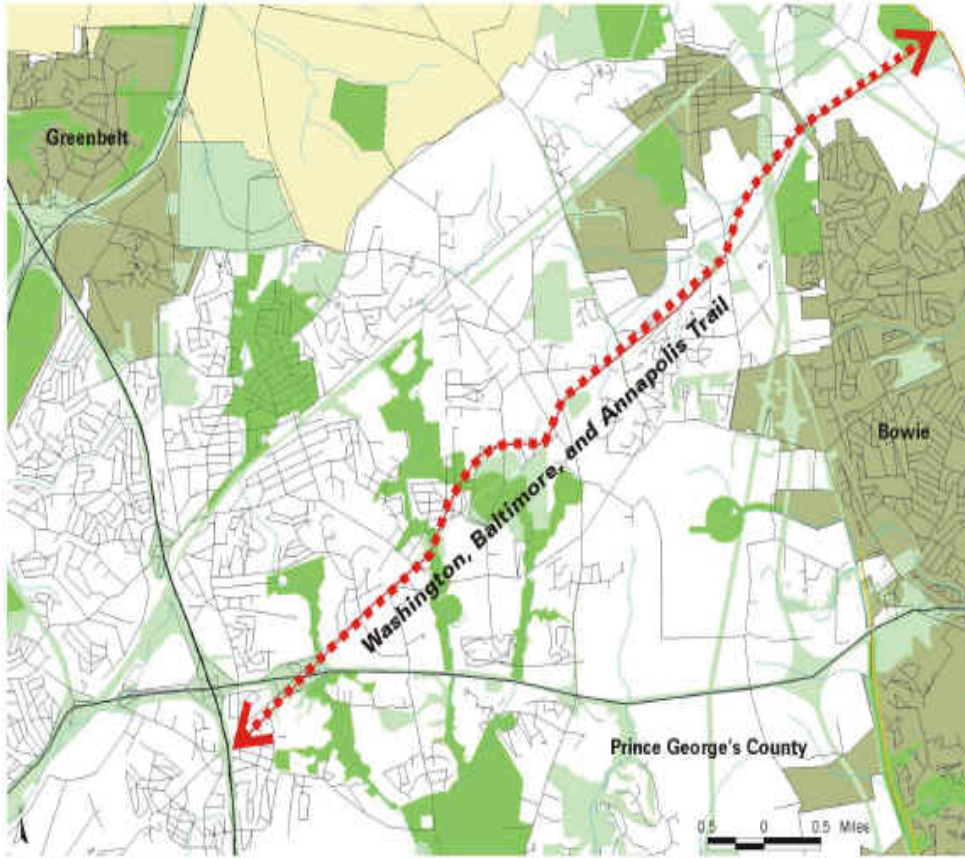 Greenbelt
Washington, Baltimore, and Annapolis Trail
Bowie
Prince George's County
0.5 0 0.5 Miles